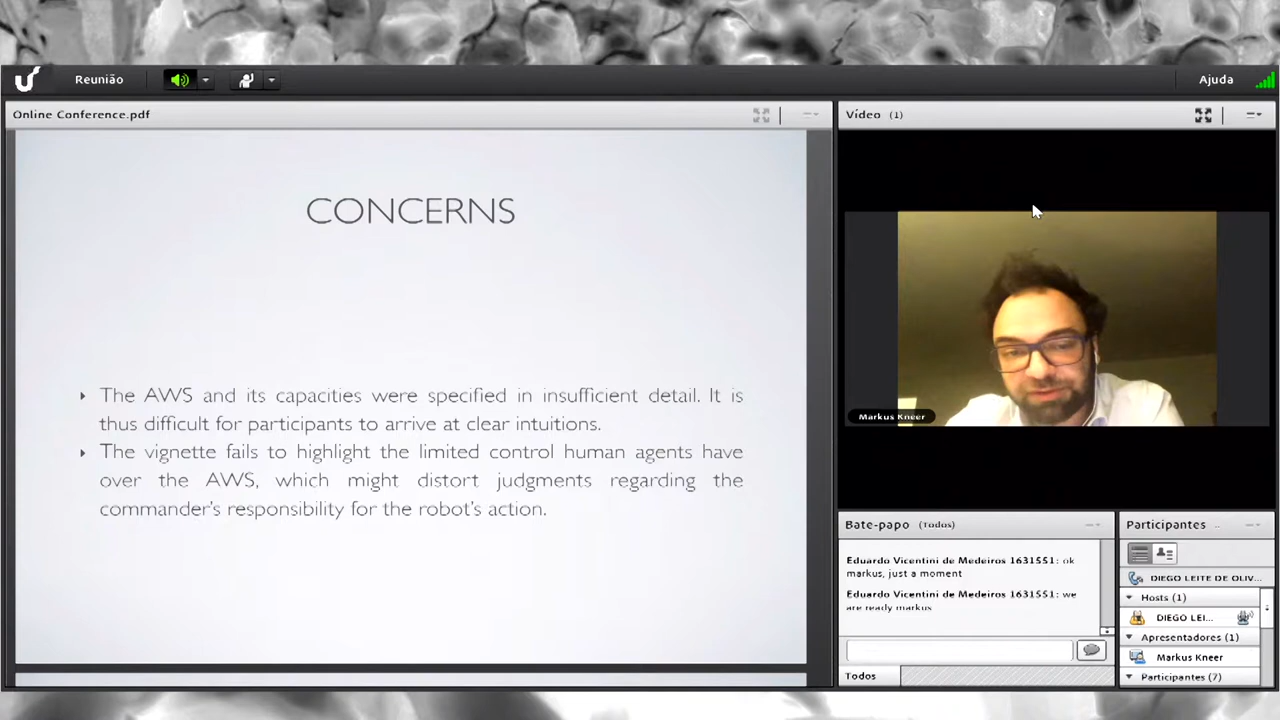 Reunião
Ajuda
Online Conference.pdf
Vídeo (1)
CONCERNS
The AWS and its capacities were specified in insufficient detail. It is
thus difficult for participants to arrive at clear intuitions.
The vignette fails to highlight the limited control human agents have
over the AWS, which might distort judgments regarding the
commander's responsibility for the robot's action.
Markus Kneer
Bate-papo (Todos)
Eduardo Vicentini de Medeiros 1631551: ok
markus, just a moment
Eduardo Vicentini de Medeiros 1631551: we
are ready markus
Todos
Participantes ..
DIEGO LEITE DE OLIV...
Hosts (1)
DIEGO LEI...
Apresentadores (1)
Markus Kneer
Participantes (7)